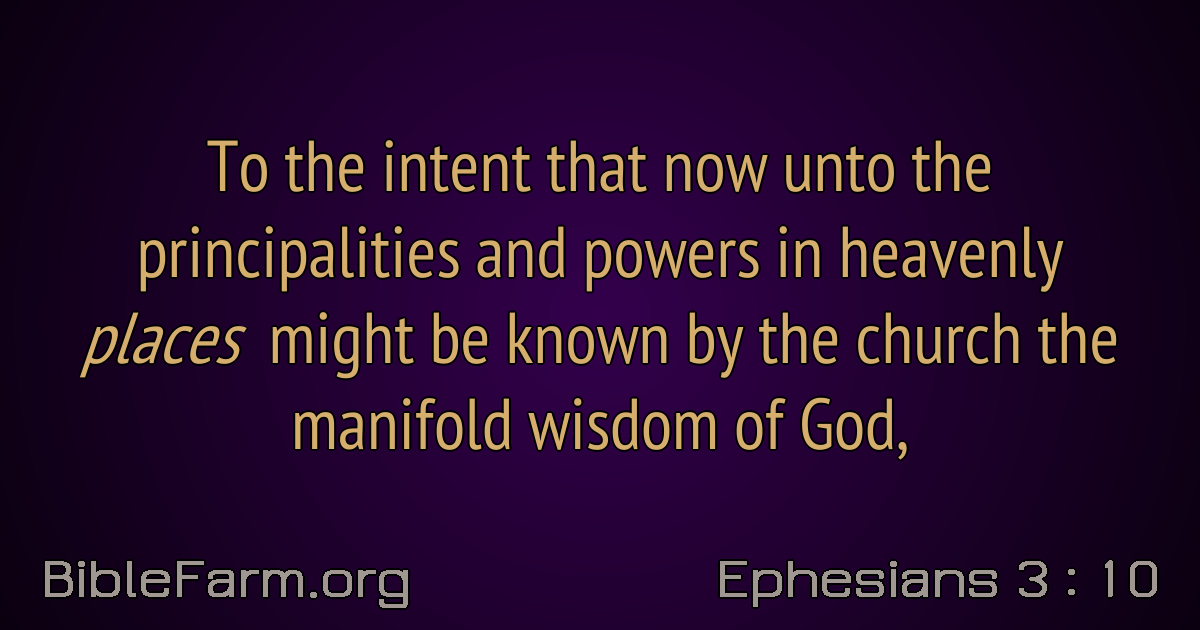 To the intent that now unto the
principalities and powers in heavenly
places might be known by the church the
manifold wisdom of God,
BibleFarm.org
Ephesians 3 : 10